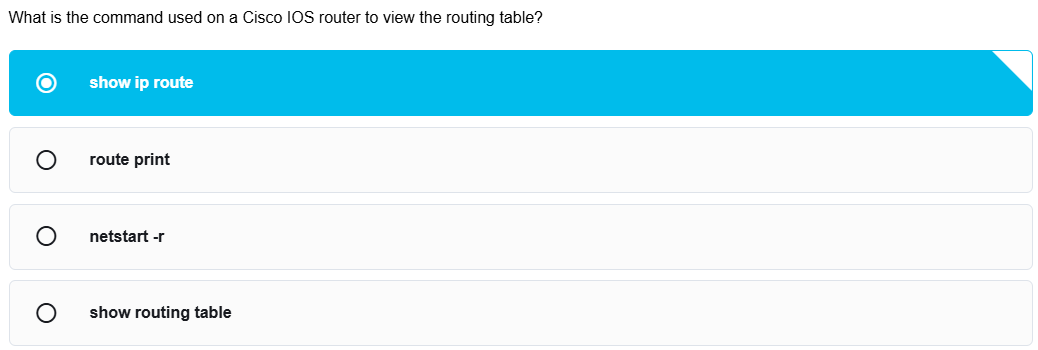 What is the command used on a Cisco IOS router to view the routing table?
show ip route
route print
netstart -r
show routing table